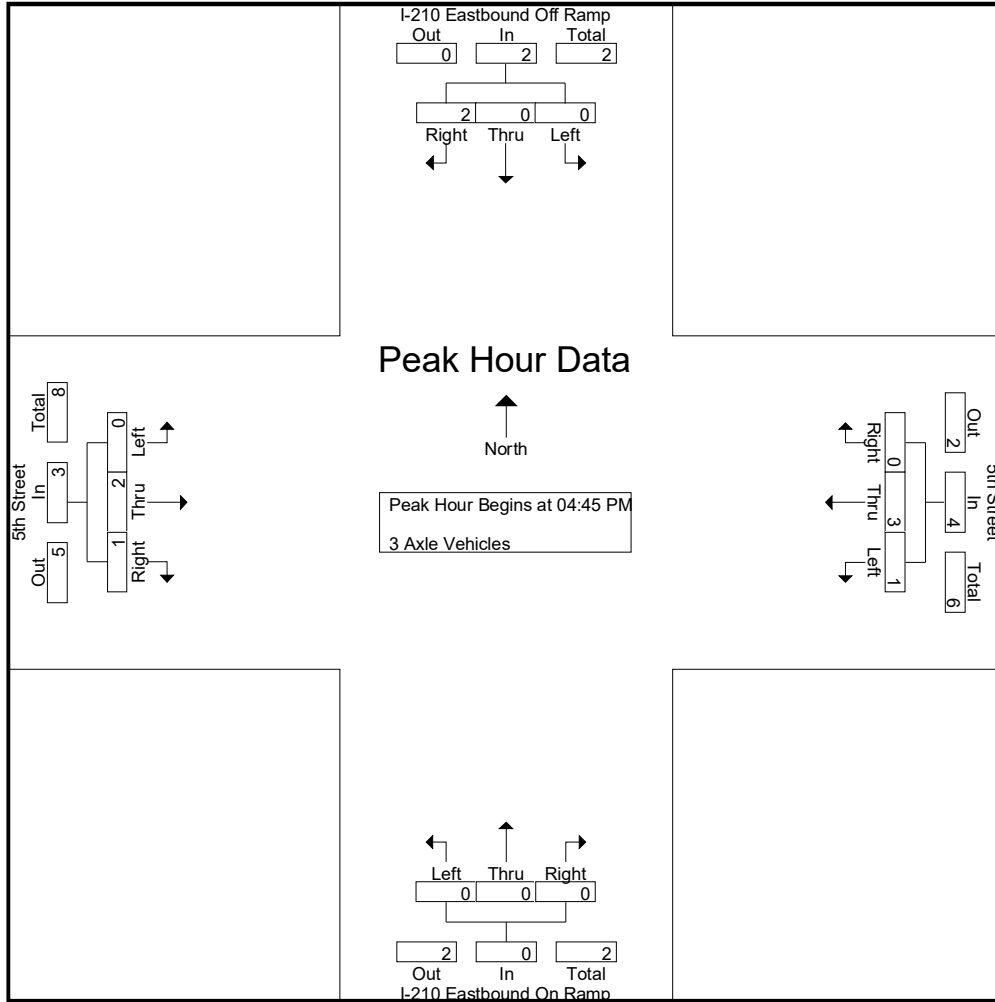 I-210 Eastbound Off Ramp
Out In Total
0 2 2
2 0 0
Right Thru Left
Peak Hour Data
North
Peak Hour Begins at 04:45 PM
3 Axle Vehicles
5th Street
Total In Out
8 3 5
0 2 1
Left Thru Right
Right Thru Left
0 3 1
2 4 6
Out In Total
5th Street
Left Thru Right
0 0 0
2 0 2
Out In Total
I-210 Eastbound On Ramp